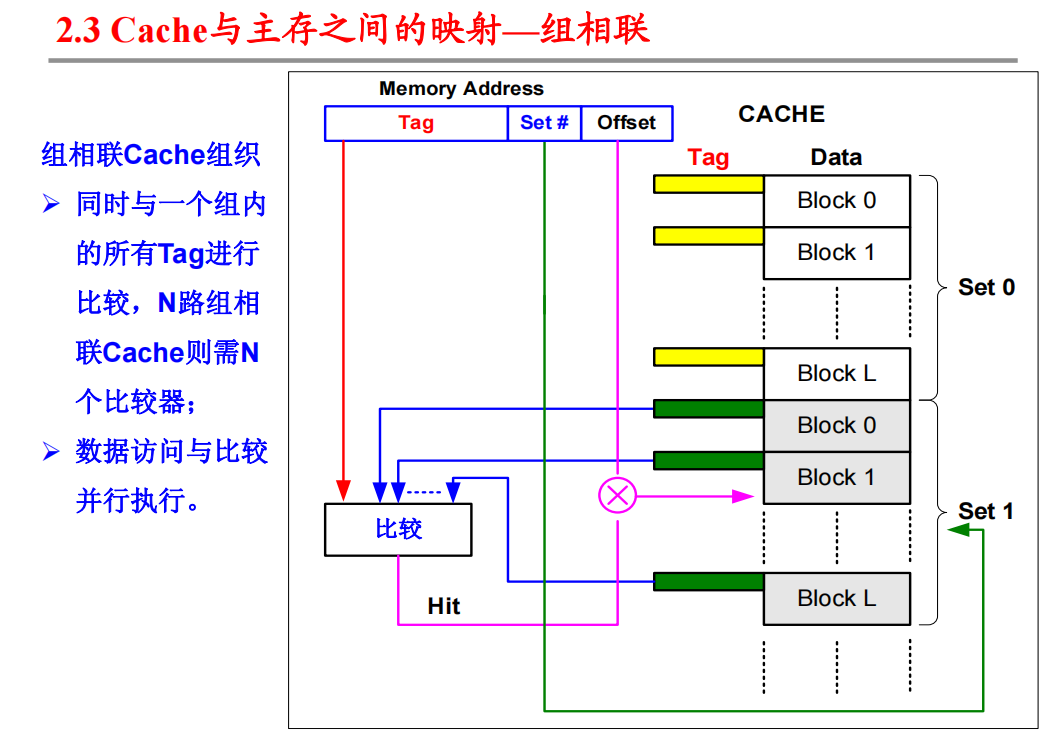 2.3 Cache与主存之间的映射—组相联
组相联Cache组织
➢ 同时与一个组内
的所有Tag进行
比较，N路组相
联Cache则需N
个比较器；
➢ 数据访问与比较
并行执行。
Memory Address
Tag Set # Offset
CACHE
Tag Data
Block 0
Block 1
Set 0
Block L
Block 0
Block 1
Set 1
比较
Block L
Hit